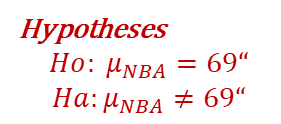 Hypotheses
Ho: μNBA = 69“
Ha: μNBA ≠ 69“